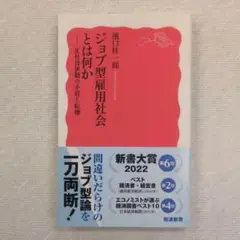 濱口桂一郎
ジョブ型雇用社会
とは何か
──正社員体制の矛盾と転機
間違いだらけの
ジョブ型論を
一刀両断!
新書大賞
2022
第6位
ベスト
経済書・経営書
第2位
エコノミストが選ぶ
経済図書ベスト10
第4位
岩波新書